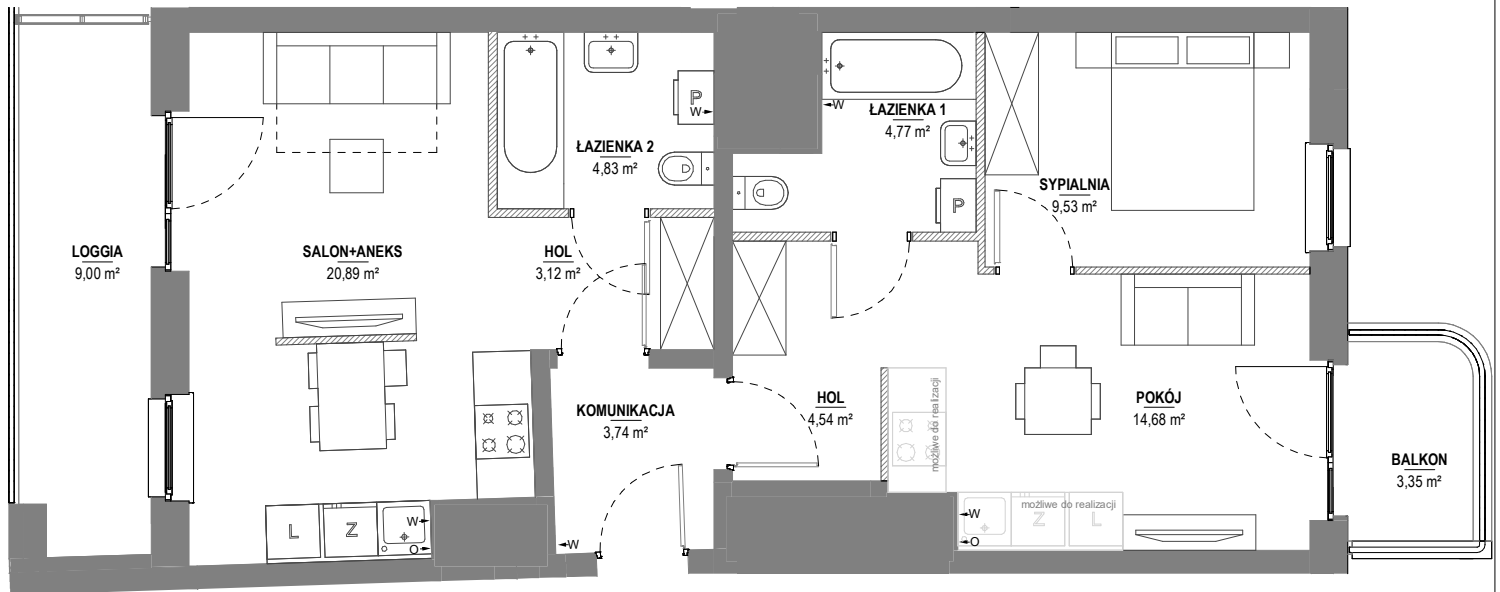 ŁAZIENKA 1
4,77 m²
ŁAZIENKA 2
4,83 m²
P
W
W
P
SYPIALNIA
9,53 m²
LOGGIA
9,00 m²
SALON+ANEKS
20,89 m²
HOL
3,12 m²
KOMUNIKACJA
3,74 m²
HOL
4,54 m²
możliwe do realizacji
POKÓJ
14,68 m²
BALKON
3,35 m²
L
Z
W
O
W
W
O
możliwe do realizacji
Z
L